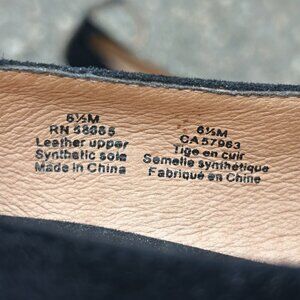 6½M
RN 58665
Leather upper
Synthetic sole
Made in China
6½M
CA 57963
Tige en cuir
Semelle synthétique
Fabriqué en Chine